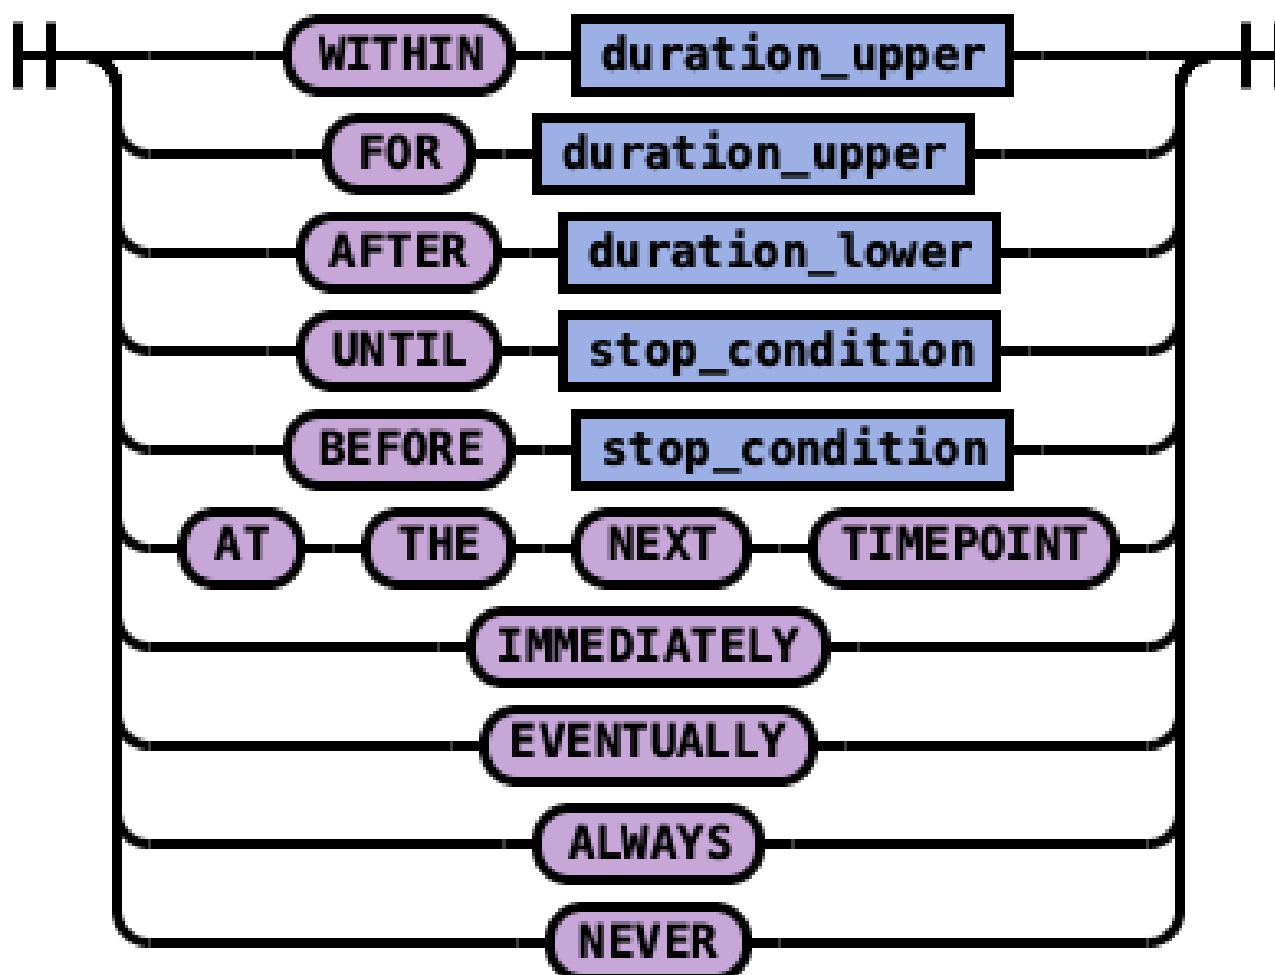 WITHIN duration_upper
FOR duration_upper
AFTER duration_lower
UNTIL stop_condition
BEFORE stop_condition
AT THE NEXT TIMEPOINT
IMMEDIATELY
EVENTUALLY
ALWAYS
NEVER